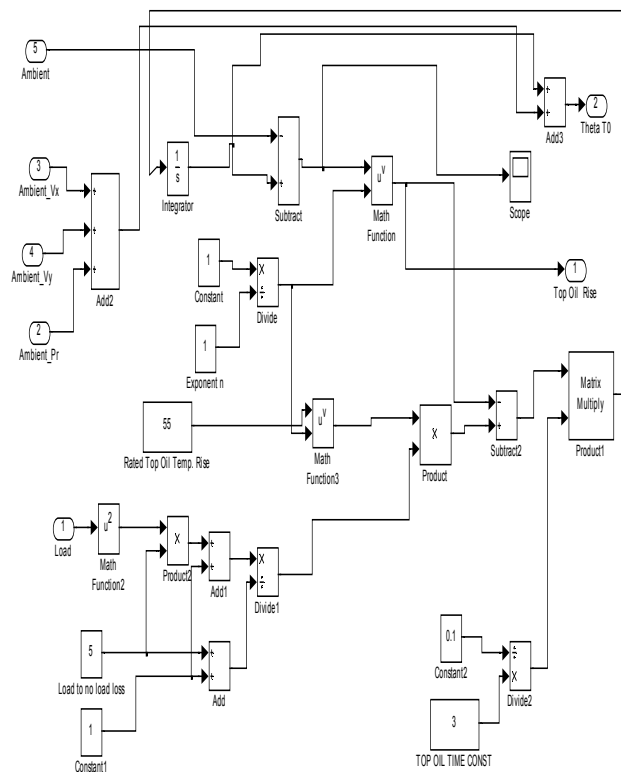 5
Ambient
3
Ambient_Vx
4
Ambient_Vy
2
Ambient_Pr
+
+
+
Add2
1
s
Integrator
-
+
Subtract
u^v
Math
Function
+
+
Add3
2
Theta T0
Scope
1
Top Oil Rise
1
Constant
X
÷
Divide
1
Exponent n
55
Rated Top Oil Temp. Rise
u^v
Math
Function3
X
Product
-
+
Subtract2
Matrix
Multiply
Product1
1
Load
u^2
Math
Function2
X
Product2
+
+
Add1
X
÷
Divide1
5
Load to no load loss
+
+
Add
1
Constant1
0.1
Constant2
÷
X
Divide2
3
TOP OIL TIME CONST